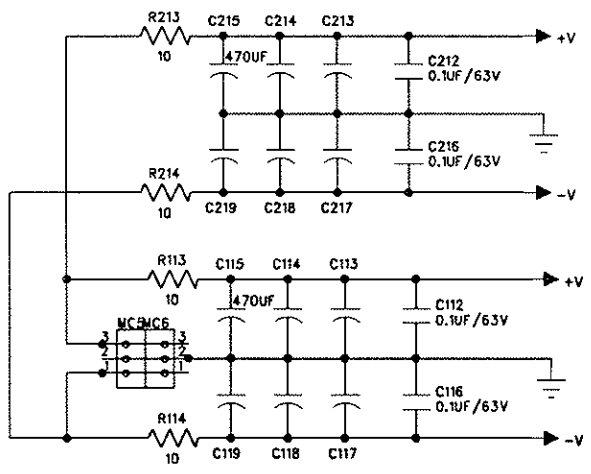 R213 C215 C214 C213
10 470UF +V
C212
0.1UF/63V
C216
0.1UF/63V
R214
10 C219 C218 C217 -V
R113 C115 C114 C113
10 470UF +V
C112
0.1UF/63V
MC5 MC6
3 3
2 2
1 1
C116
0.1UF/63V
R114
10 C119 C118 C117 -V